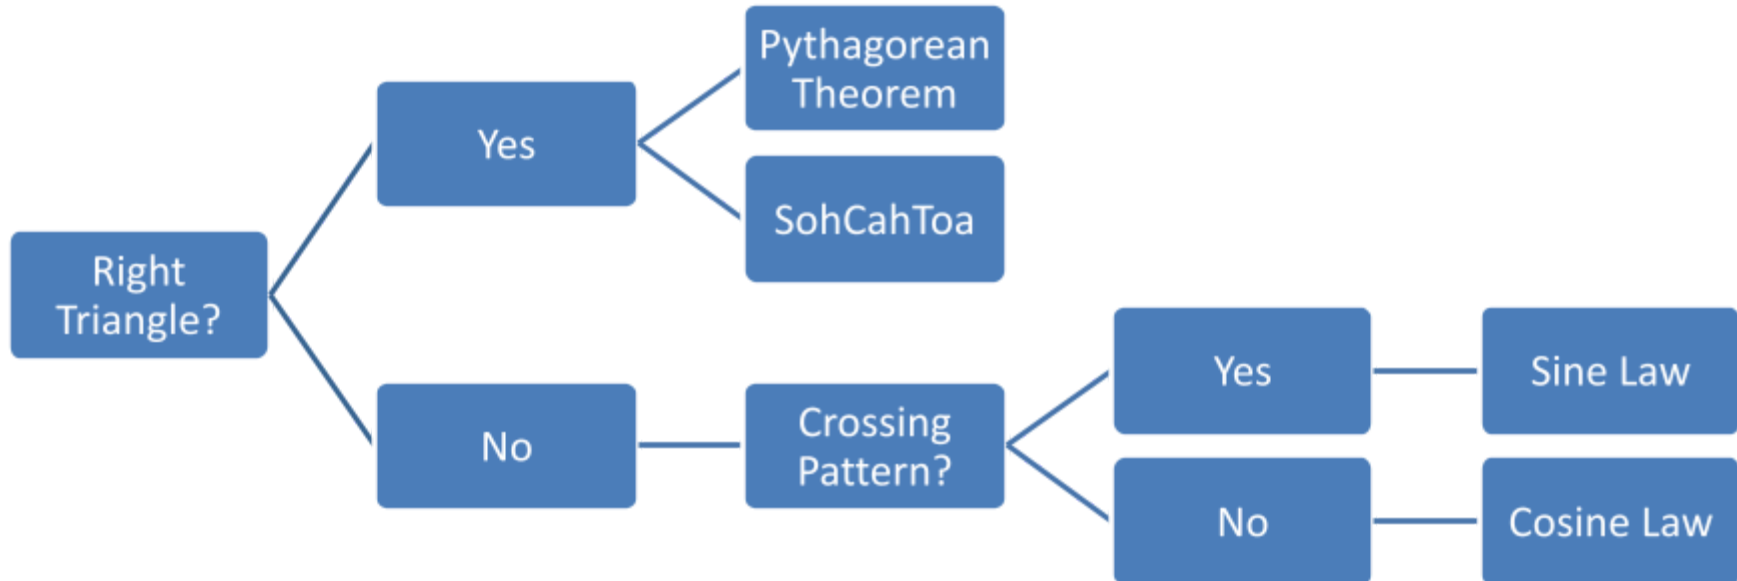 Right
Triangle?
Yes
Pythagorean
Theorem
SohCahToa
No
Crossing
Pattern?
Yes
Sine Law
No
Cosine Law